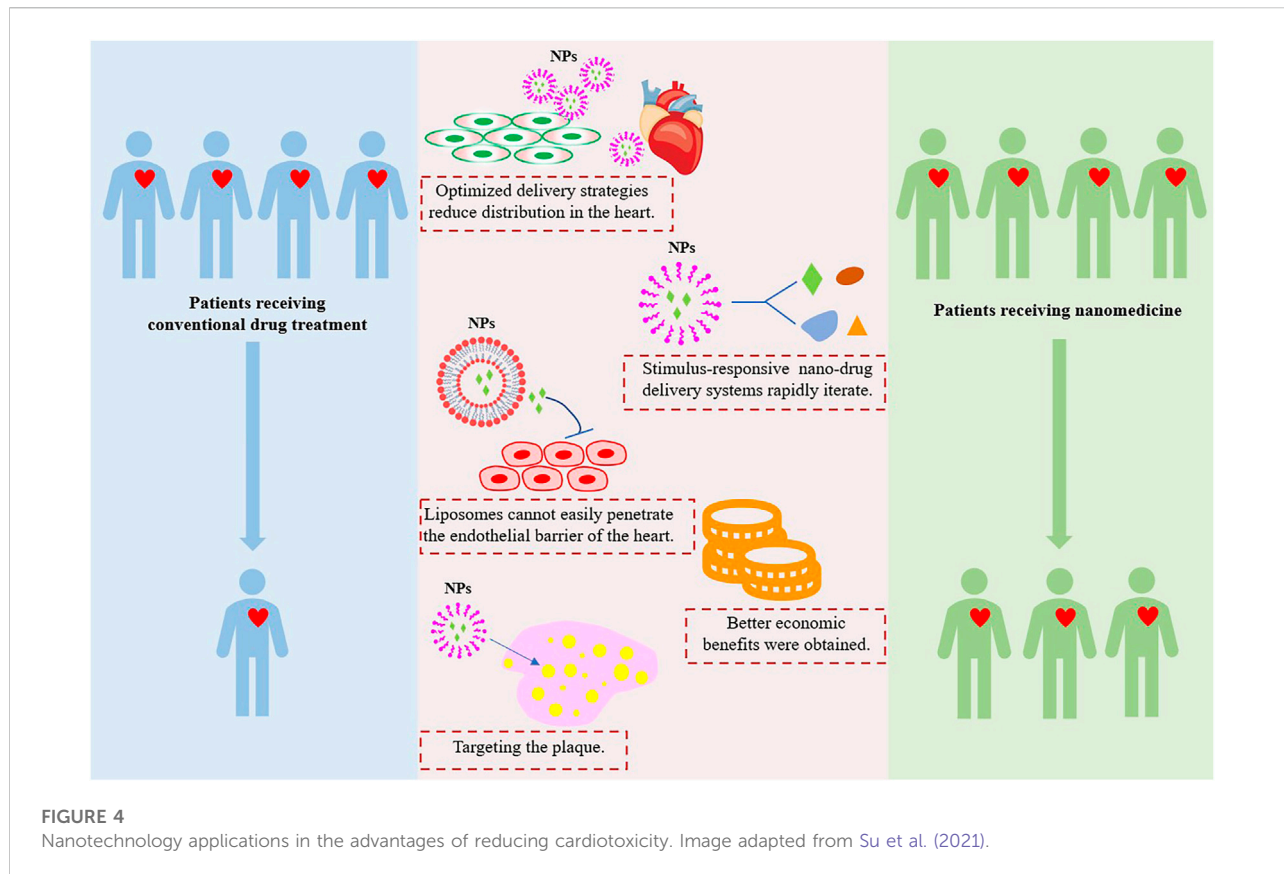 NPs
Optimized delivery strategies
reduce distribution in the heart.
Patients receiving
conventional drug treatment
NPs
Stimulus-responsive nano-drug
delivery systems rapidly iterate.
Patients receiving nanomedicine
NPs
Liposomes cannot easily penetrate
the endothelial barrier of the heart.
Better economic
benefits were obtained.
NPs
Targeting the plaque.
FIGURE 4
Nanotechnology applications in the advantages of reducing cardiotoxicity. Image adapted from Su et al. (2021).